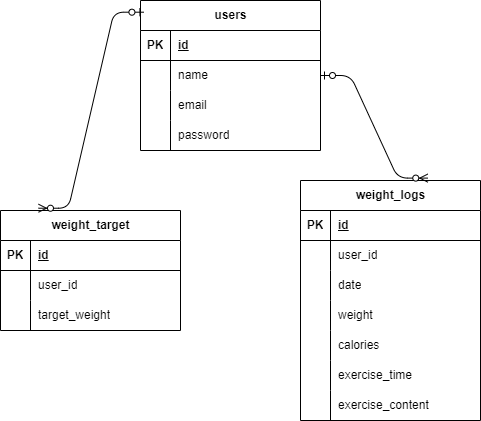 users
PK id
name
email
password
weight_target
PK id
user_id
target_weight
weight_logs
PK id
user_id
date
weight
calories
exercise_time
exercise_content